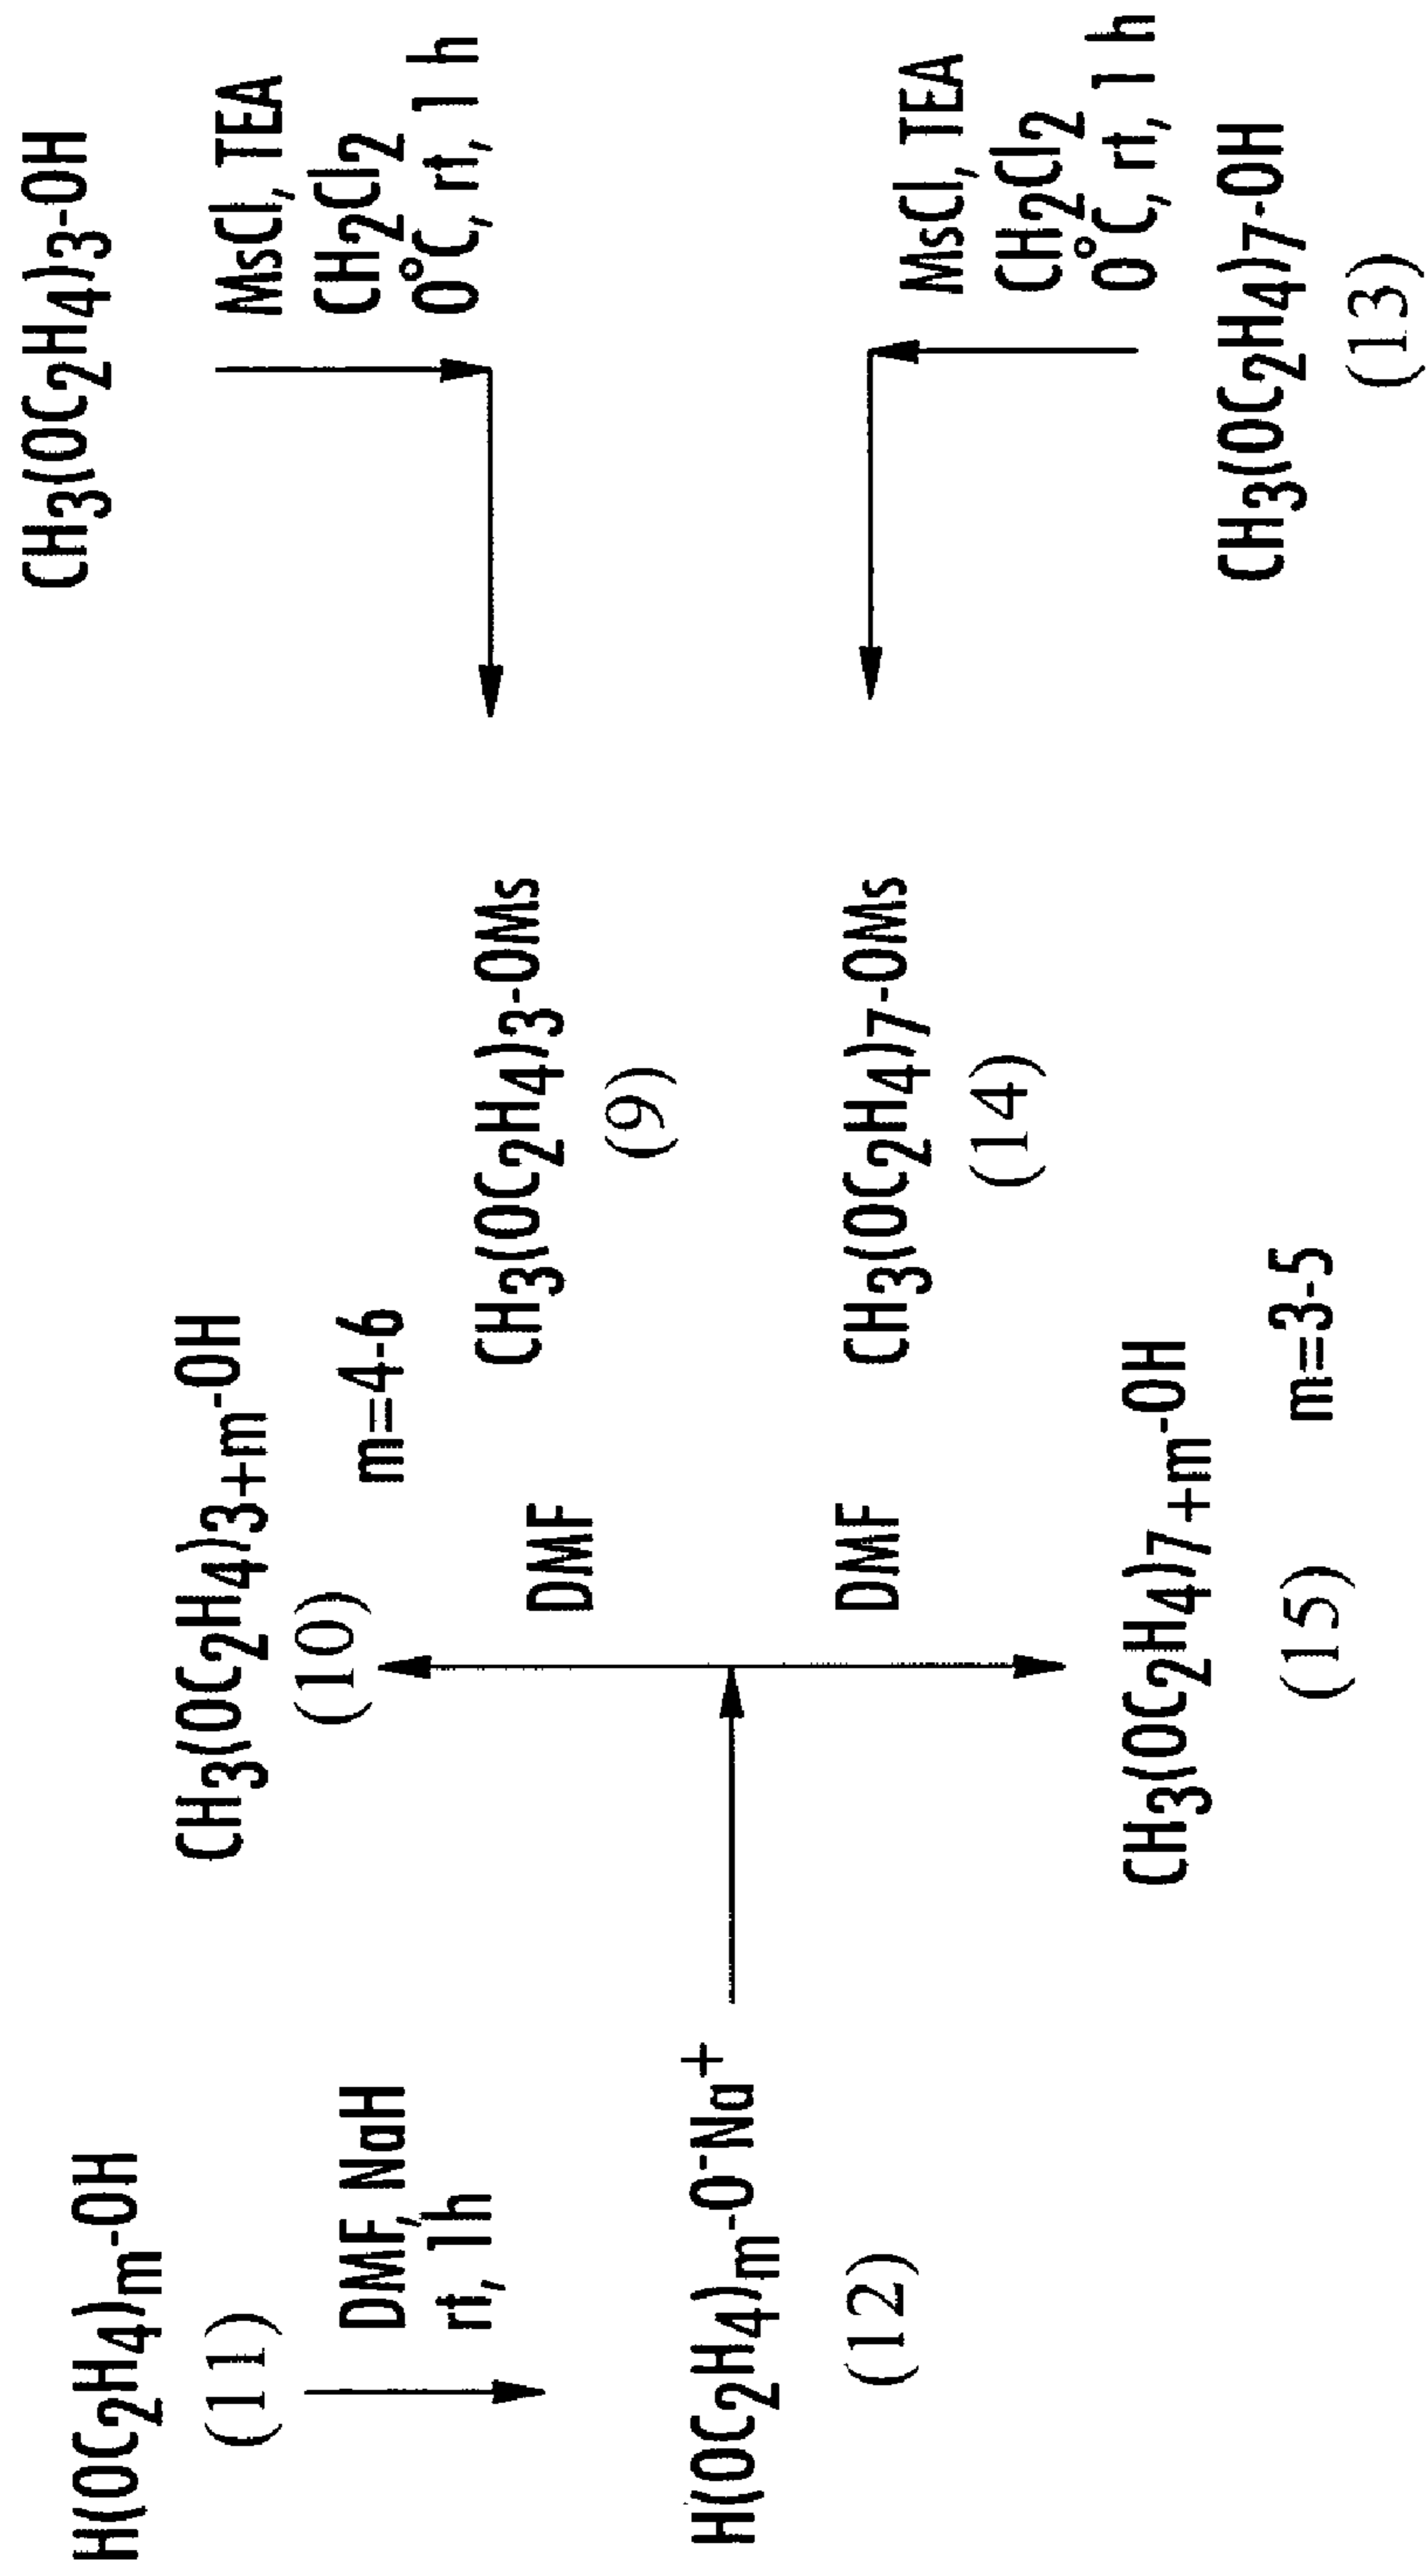 H(OC2H4)m-OH
(11)
DMF, NaH
rt, 1h
H(OC2H4)m-O-Na+
(12)
CH3(OC2H4)3+m-OH
(10)
m=4-6
DMF
DMF
CH3(OC2H4)7+m-OH
m=3-5
(15)
CH3(OC2H4)3-OMs
(9)
CH3(OC2H4)7-OMs
(14)
CH3(OC2H4)3-OH
MsCl, TEA
CH2Cl2
0°C, rt, 1 h
MsCl, TEA
CH2Cl2
0°C, rt, 1 h
CH3(OC2H4)7-OH
(13)